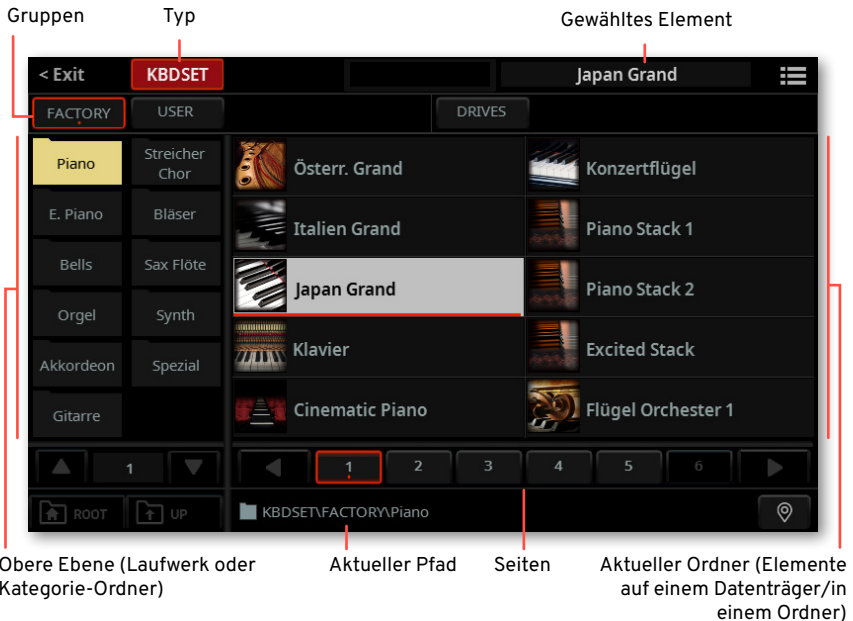 Gruppen Typ Gewähltes Element
< Exit KBDSET Japan Grand
FACTORY USER DRIVES
Piano
Streicher
Chor
E. Piano Bläser
Bells Sax Flöte
Orgel Synth
Akkordeon Spezial
Gitarre
Österr. Grand Konzertflügel
Italien Grand Piano Stack 1
Japan Grand Piano Stack 2
Klavier Excited Stack
Cinematic Piano Flügel Orchester 1
1 1 2 3 4 5 6
ROOT UP KBDSET\FACTORY\Piano
Obere Ebene (Laufwerk oder
Kategorie-Ordner)
Aktueller Pfad
Seiten
Aktueller Ordner (Elemente
auf einem Datenträger/in
einem Ordner)